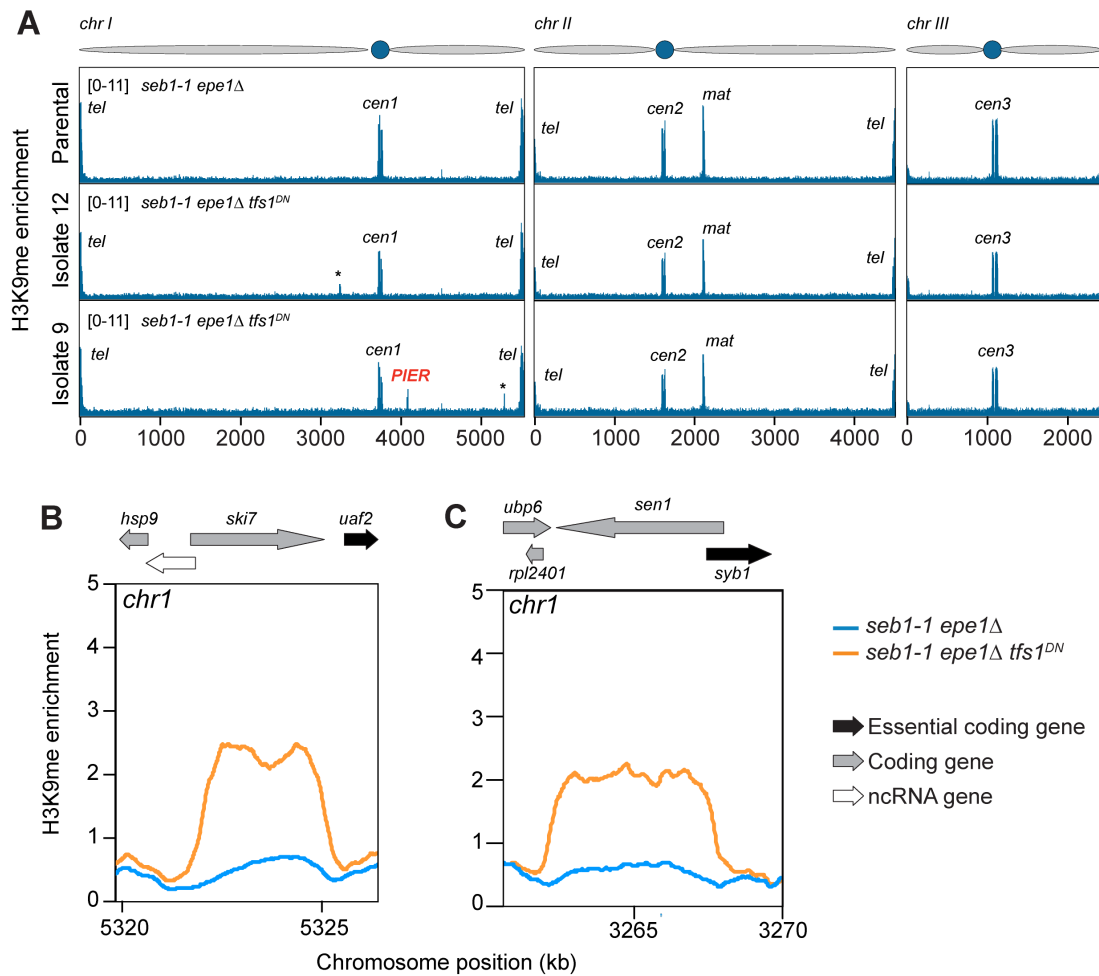 A
chr I
chr II
chr III
H3K9me enrichment
Parental
[0-11] seb1-1 epe1Δ
tel
cen1
tel
tel
cen2
mat
tel
cen3
Isolate 12
[0-11] seb1-1 epe1Δ tfs1DN
tel
*
cen1
tel
tel
cen2
mat
tel
cen3
Isolate 9
[0-11] seb1-1 epe1Δ tfs1DN
tel
cen1
PIER
tel
*
tel
cen2
mat
tel
cen3
0 1000 2000 3000 4000 5000
0 1000 2000 3000 4000
0 1000 2000
B
hsp9
ski7
uaf2
chr1
H3K9me enrichment
5
4
3
2
1
0
5320 5325
C
ubp6
sen1
rpl2401
syb1
chr1
5
4
3
2
1
0
3265 3270
Chromosome position (kb)
seb1-1 epe1Δ
seb1-1 epe1Δ tfs1DN
Essential coding gene
Coding gene
ncRNA gene